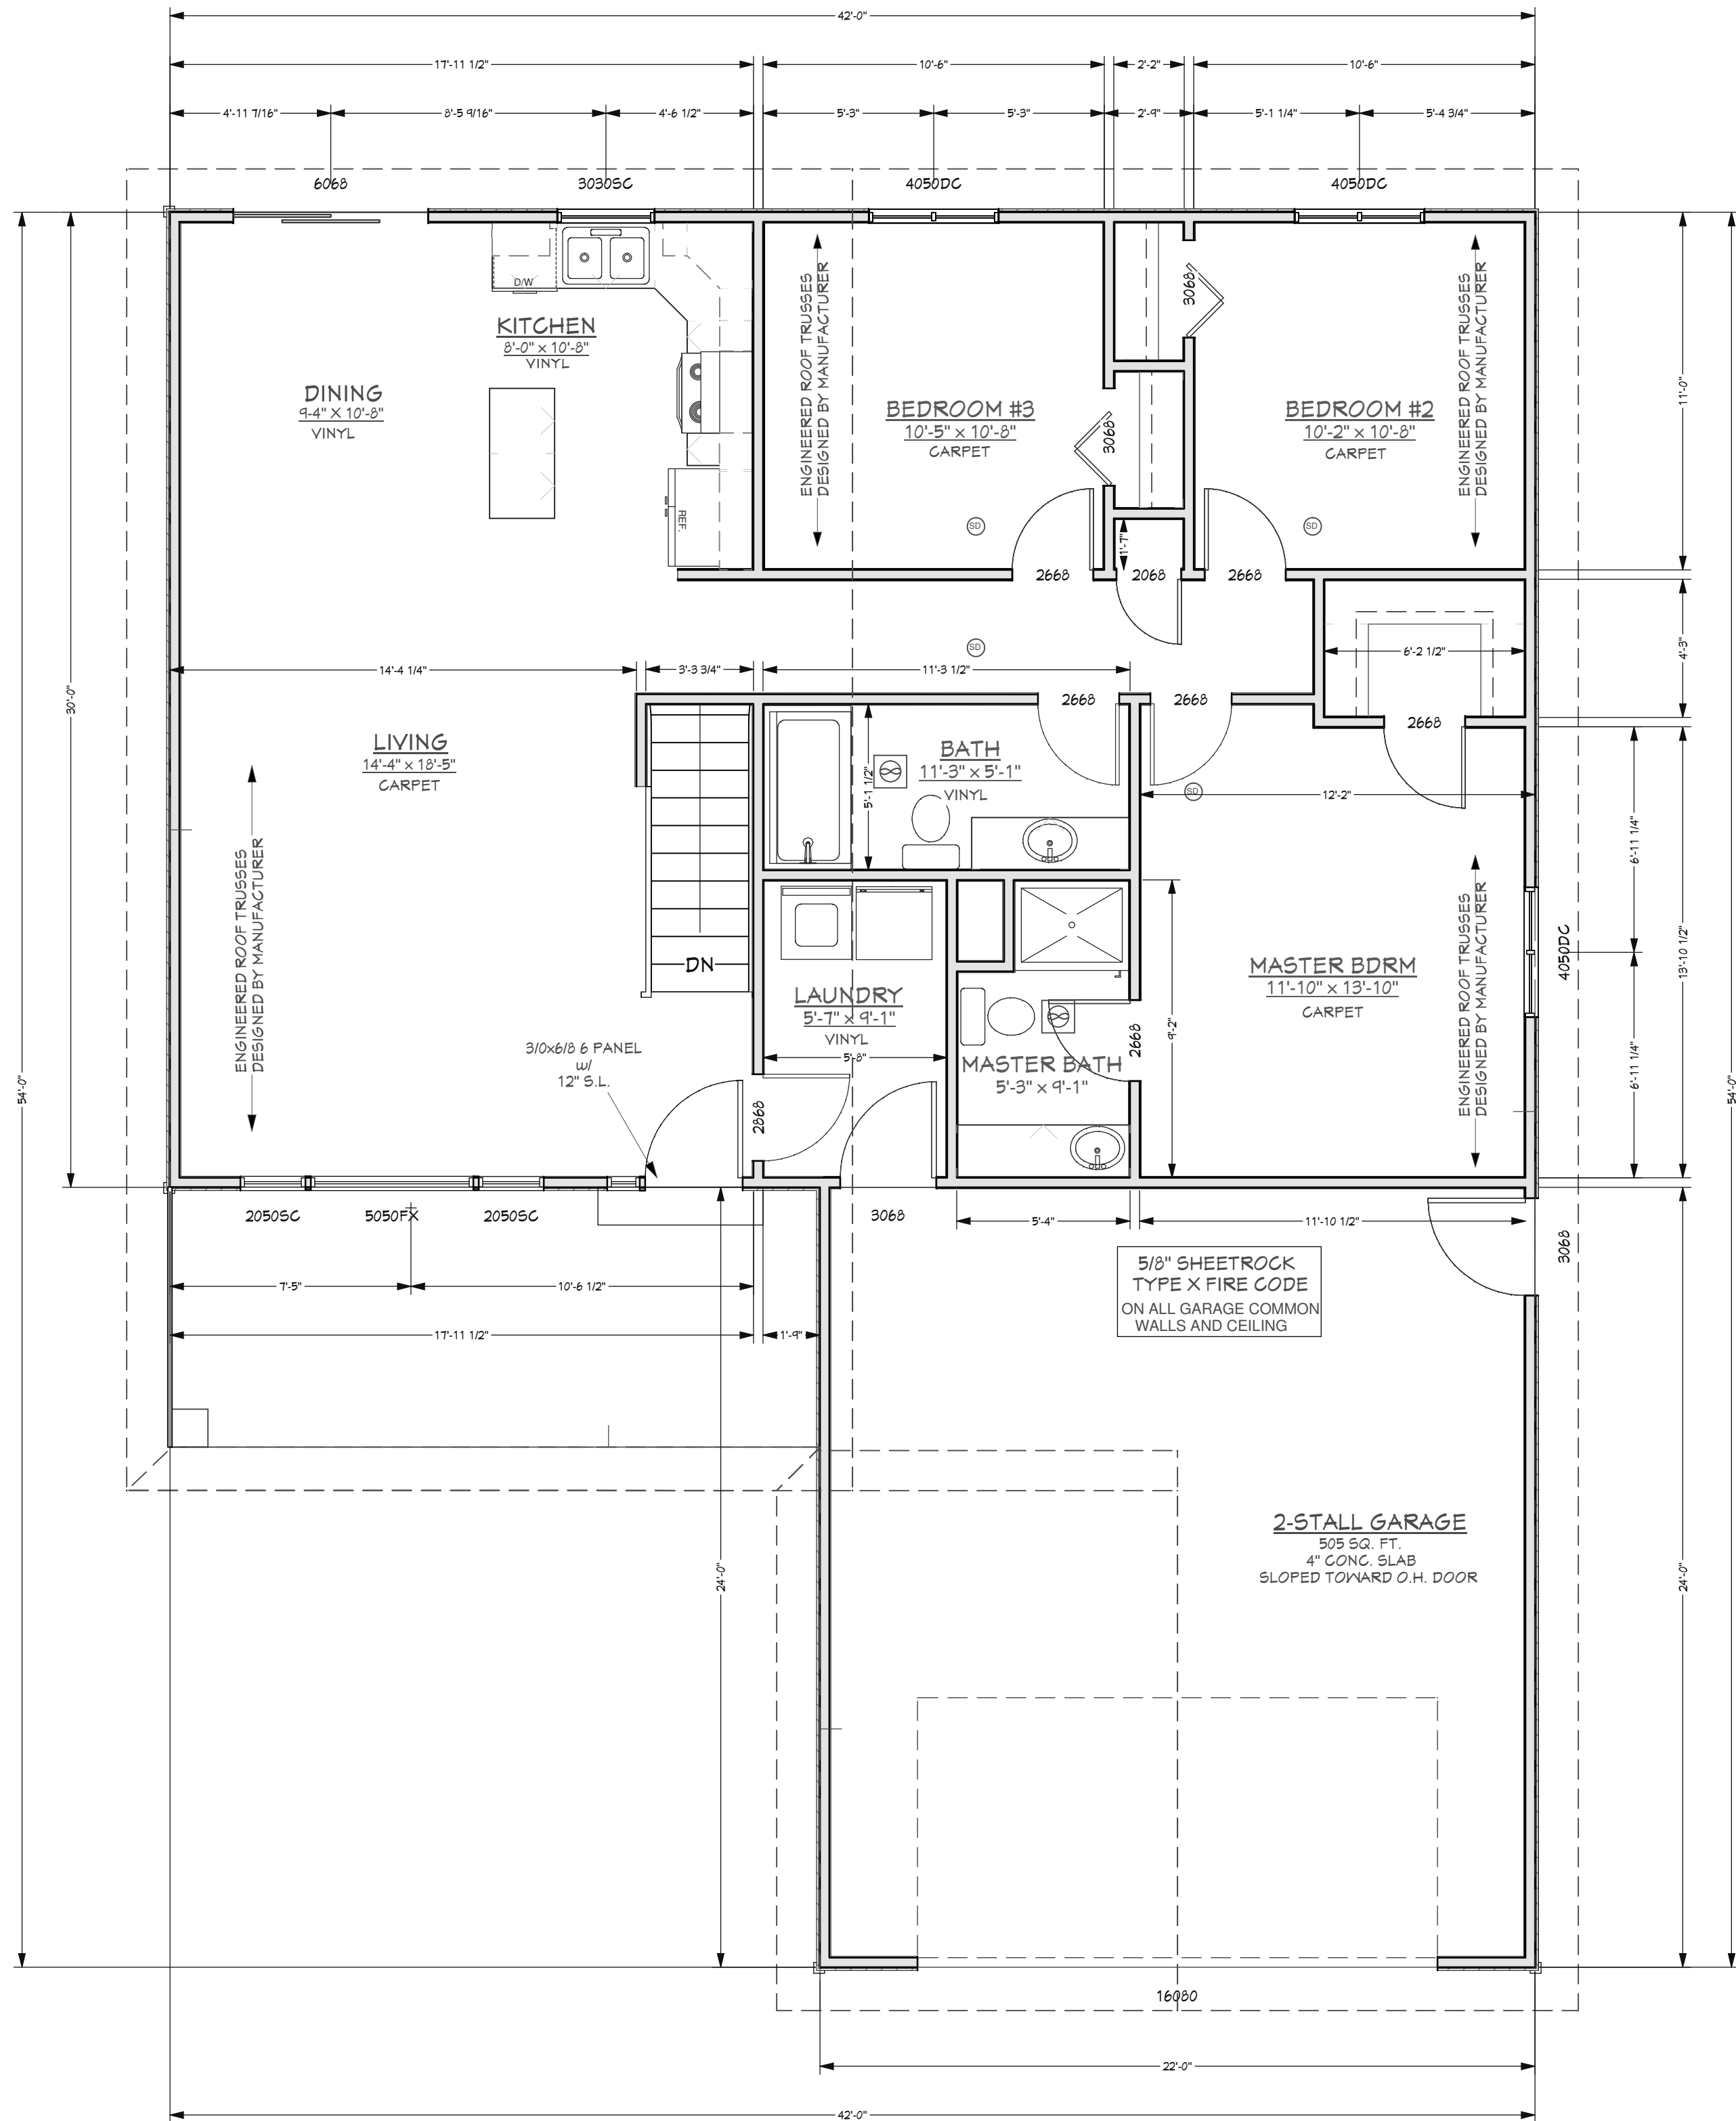 42'-0"
17'-11 1/2"
10'-6"
2'-2"
10'-6"
4'-11 7/16"
8'-5 9/16"
4'-6 1/2"
5'-3"
5'-3"
2'-9"
5'-1 1/4"
5'-4 3/4"
6068
3030SC
4050DC
4050DC
D/W
KITCHEN
8'-0" x 10'-8"
VINYL
DINING
9-4" X 10'-8"
VINYL
REF.
ENGINEERED ROOF TRUSSES
DESIGNED BY MANUFACTURER
BEDROOM #3
10'-5" x 10'-8"
CARPET
SD
3068
3068
BEDROOM #2
10'-2" x 10'-8"
CARPET
SD
ENGINEERED ROOF TRUSSES
DESIGNED BY MANUFACTURER
11'-0"
1'-7"
2668
2068
2668
SD
6'-2 1/2"
4'-3"
14'-4 1/4"
3'-3 3/4"
11'-3 1/2"
2668
2668
2668
30'-0"
54'-0"
LIVING
14'-4" x 18'-5"
CARPET
ENGINEERED ROOF TRUSSES
DESIGNED BY MANUFACTURER
BATH
11'-3" x 5'-1"
VINYL
5'-1 1/2"
SD
12'-2"
6'-11 1/4"
13'-10 1/2"
6'-11 1/4"
54'-0"
4050DC
DN
LAUNDRY
5'-7" x 9'-1"
VINYL
5'-8"
MASTER BATH
5'-3" x 9'-1"
2668
9'-2"
MASTER BDRM
11'-10" x 13'-10"
CARPET
ENGINEERED ROOF TRUSSES
DESIGNED BY MANUFACTURER
3/0x6/8 6 PANEL
w/
12" S.L.
2868
2050SC
5050FX
2050SC
3068
5'-4"
11'-10 1/2"
3068
5/8" SHEETROCK
TYPE X FIRE CODE
ON ALL GARAGE COMMON
WALLS AND CEILING
7'-5"
10'-6 1/2"
17'-11 1/2"
1'-9"
24'-0"
24'-0"
2-STALL GARAGE
505 SQ. FT.
4" CONC. SLAB
SLOPED TOWARD O.H. DOOR
16080
22'-0"
42'-0"